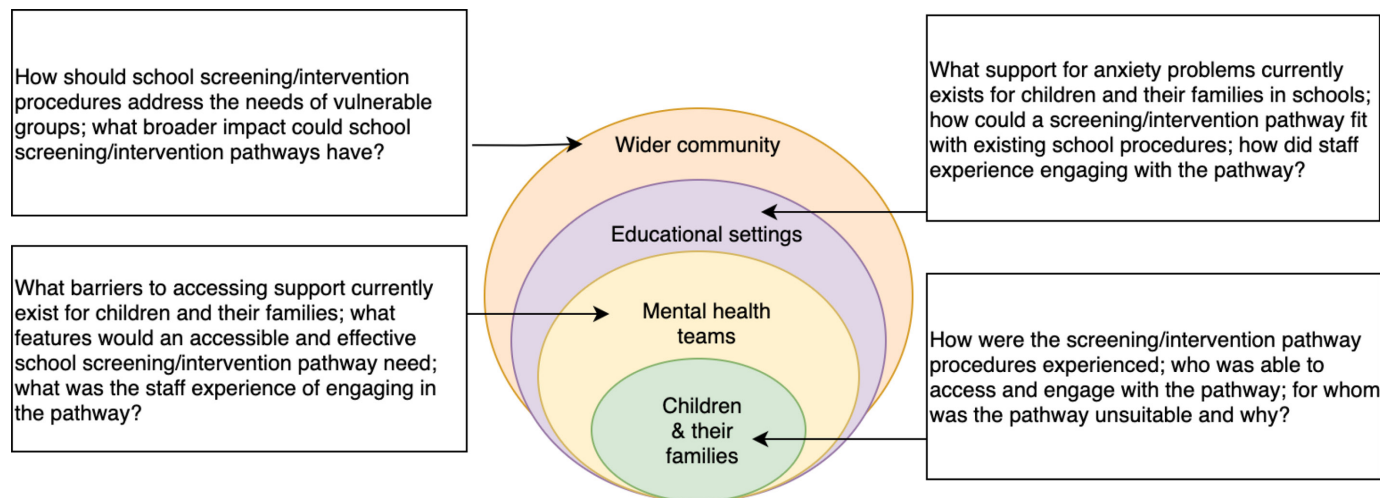 How should school screening/intervention
procedures address the needs of vulnerable
groups; what broader impact could school
screening/intervention pathways have?
What support for anxiety problems currently
exists for children and their families in schools;
how could a screening/intervention pathway fit
with existing school procedures; how did staff
experience engaging with the pathway?
Wider community
Educational settings
What barriers to accessing support currently
exist for children and their families; what
features would an accessible and effective
school screening/intervention pathway need;
what was the staff experience of engaging in
the pathway?
Mental health
teams
How were the screening/intervention pathway
procedures experienced; who was able to
access and engage with the pathway; for whom
was the pathway unsuitable and why?
Children
& their
families